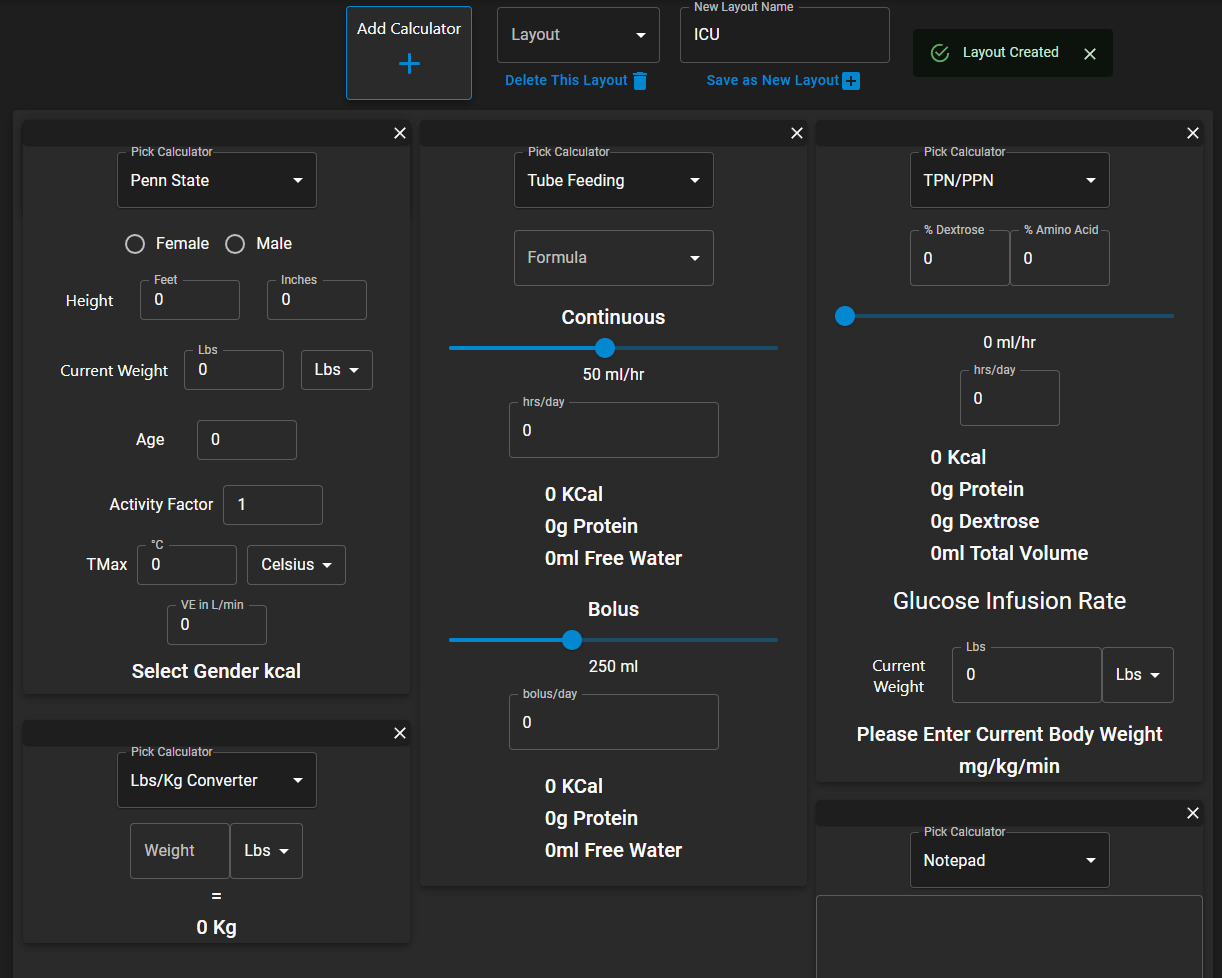 Add Calculator
Layout
Delete This Layout
New Layout Name
ICU
Save as New Layout
Layout Created
Pick Calculator
Penn State
Female Male
Height
Feet
0
Inches
0
Current Weight
Lbs
0
Lbs
Age
0
Activity Factor
1
TMax
°C
0
Celsius
VE in L/min
0
Select Gender kcal
Pick Calculator
Lbs/Kg Converter
Weight
Lbs
=
0 Kg
Pick Calculator
Tube Feeding
Formula
Continuous
50 ml/hr
hrs/day
0
0 KCal
0g Protein
0ml Free Water
Bolus
250 ml
bolus/day
0
0 KCal
0g Protein
0ml Free Water
Pick Calculator
TPN/PPN
% Dextrose
0
% Amino Acid
0
0 ml/hr
hrs/day
0
0 Kcal
0g Protein
0g Dextrose
0ml Total Volume
Glucose Infusion Rate
Current
Weight
Lbs
0
Lbs
Please Enter Current Body Weight
mg/kg/min
Pick Calculator
Notepad